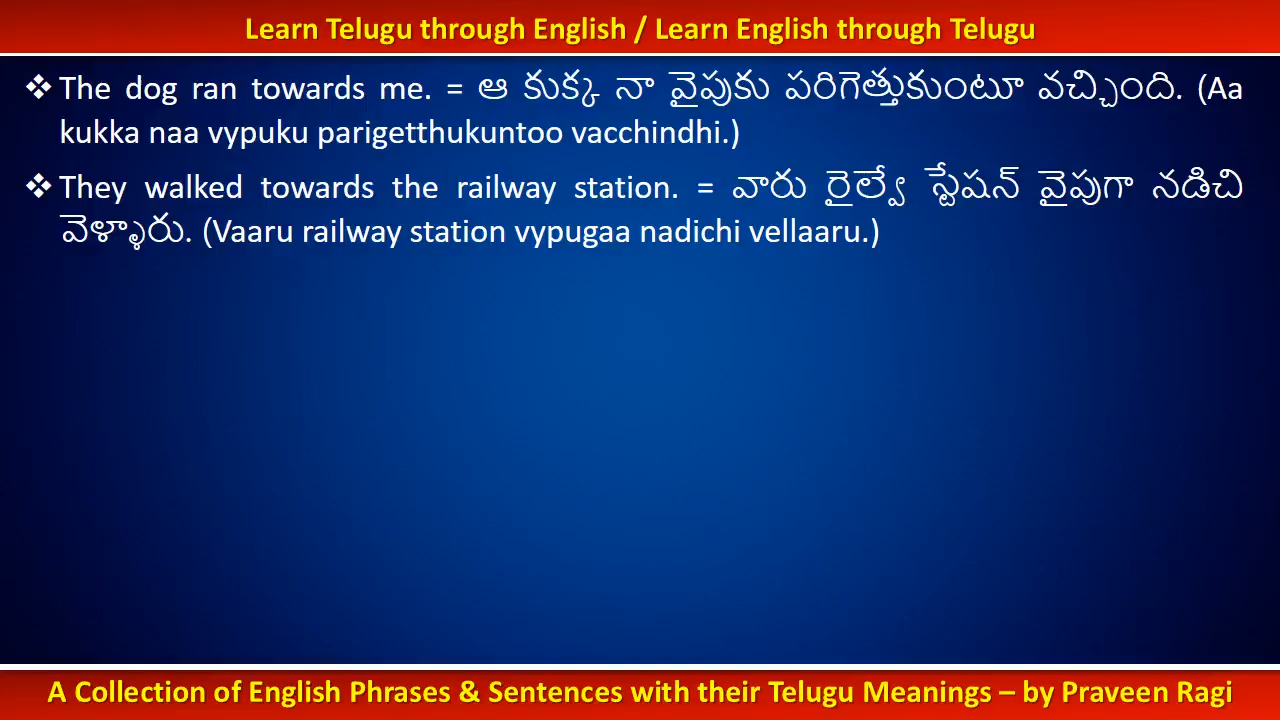 Learn Telugu through English / Learn English through Telugu
❖ The dog ran towards me. = ఆ కుక్క నా వైపుకు పరిగెత్తుకుంటూ వచ్చింది. (Aa
kukka naa vypuku parigetthukuntoo vacchindhi.)
❖ They walked towards the railway station. = వారు రైల్వే స్టేషన్ వైపుగా నడిచి
వెళ్ళారు. (Vaaru railway station vypugaa nadichi vellaaru.)
A Collection of English Phrases & Sentences with their Telugu Meanings – by Praveen Ragi